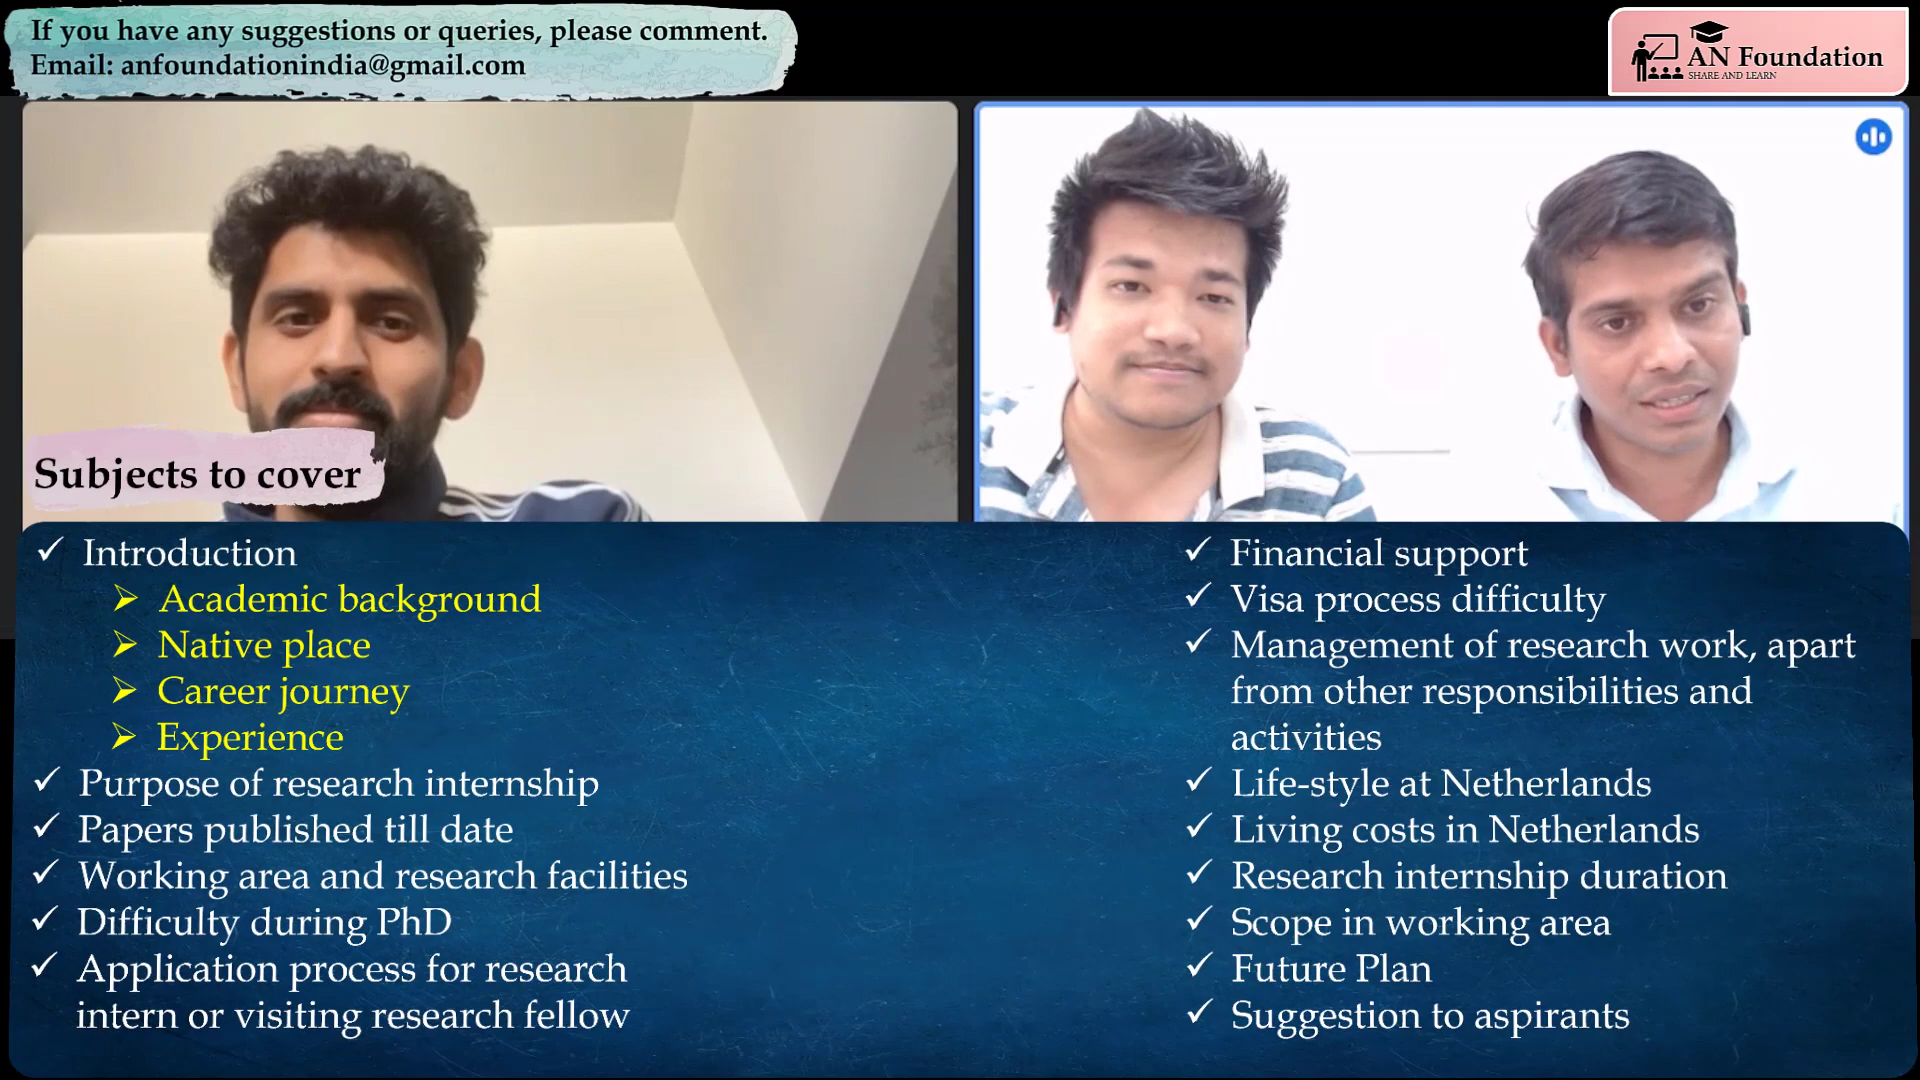 If you have any suggestions or queries, please comment.
Email: anfoundationindia@gmail.com
AN Foundation
SHARE AND LEARN
Subjects to cover
Introduction
Academic background
Native place
Career journey
Experience
Purpose of research internship
Papers published till date
Working area and research facilities
Difficulty during PhD
Application process for research
intern or visiting research fellow
Financial support
Visa process difficulty
Management of research work, apart
from other responsibilities and
activities
Life-style at Netherlands
Living costs in Netherlands
Research internship duration
Scope in working area
Future Plan
Suggestion to aspirants